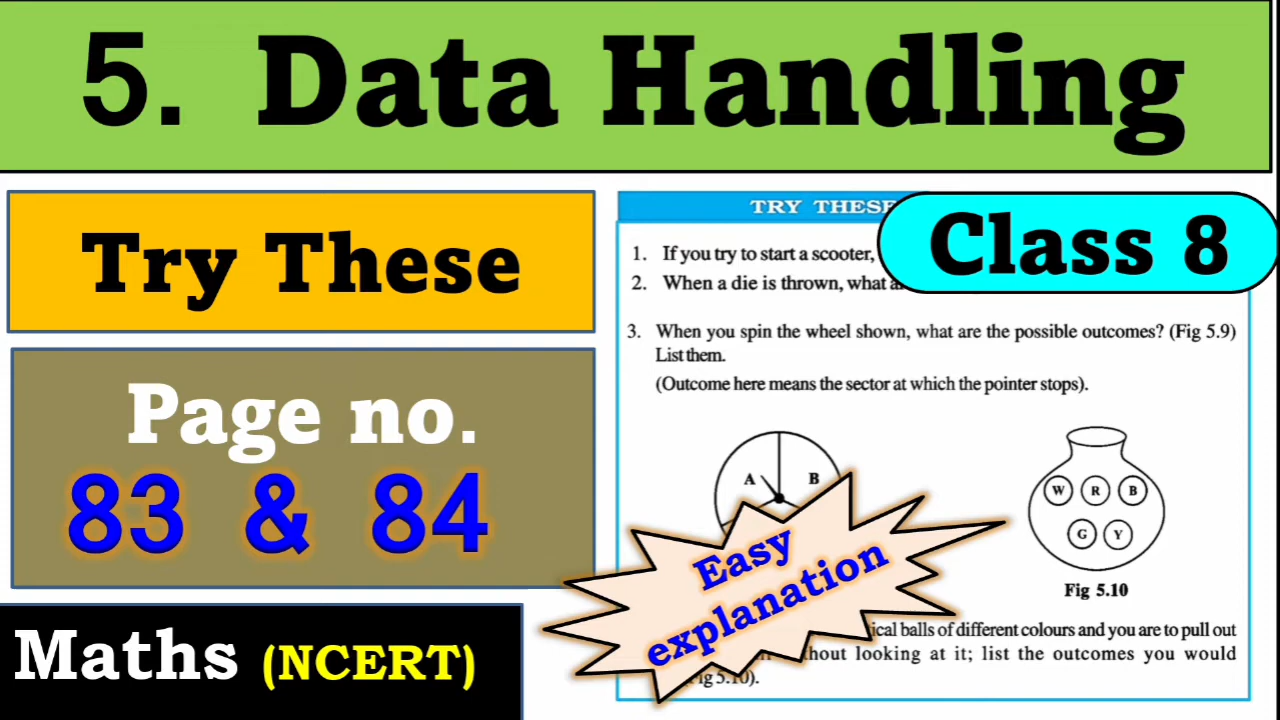 5. Data Handling
Try These
Page no.
83 & 84
Maths (NCERT)
TRY THESE
Class 8
1. If you try to start a scooter,
2. When a die is thrown, what
3. When you spin the wheel shown, what are the possible outcomes? (Fig 5.9)
List them.
(Outcome here means the sector at which the pointer stops).
A B
W R B
G Y
Fig 5.10
Easy
explanation
balls of different colours and you are to pull out
looking at it; list the outcomes you would
5.10).